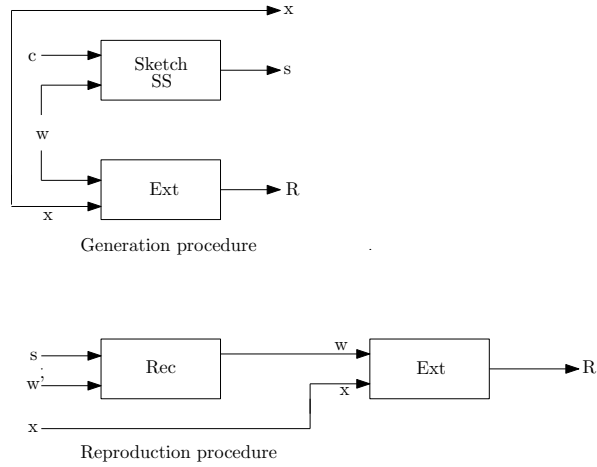 x
c
Sketch
SS
s
w
Ext
R
x
Generation procedure
.
s
Rec
w
Ext
R
w'
x
x
Reproduction procedure